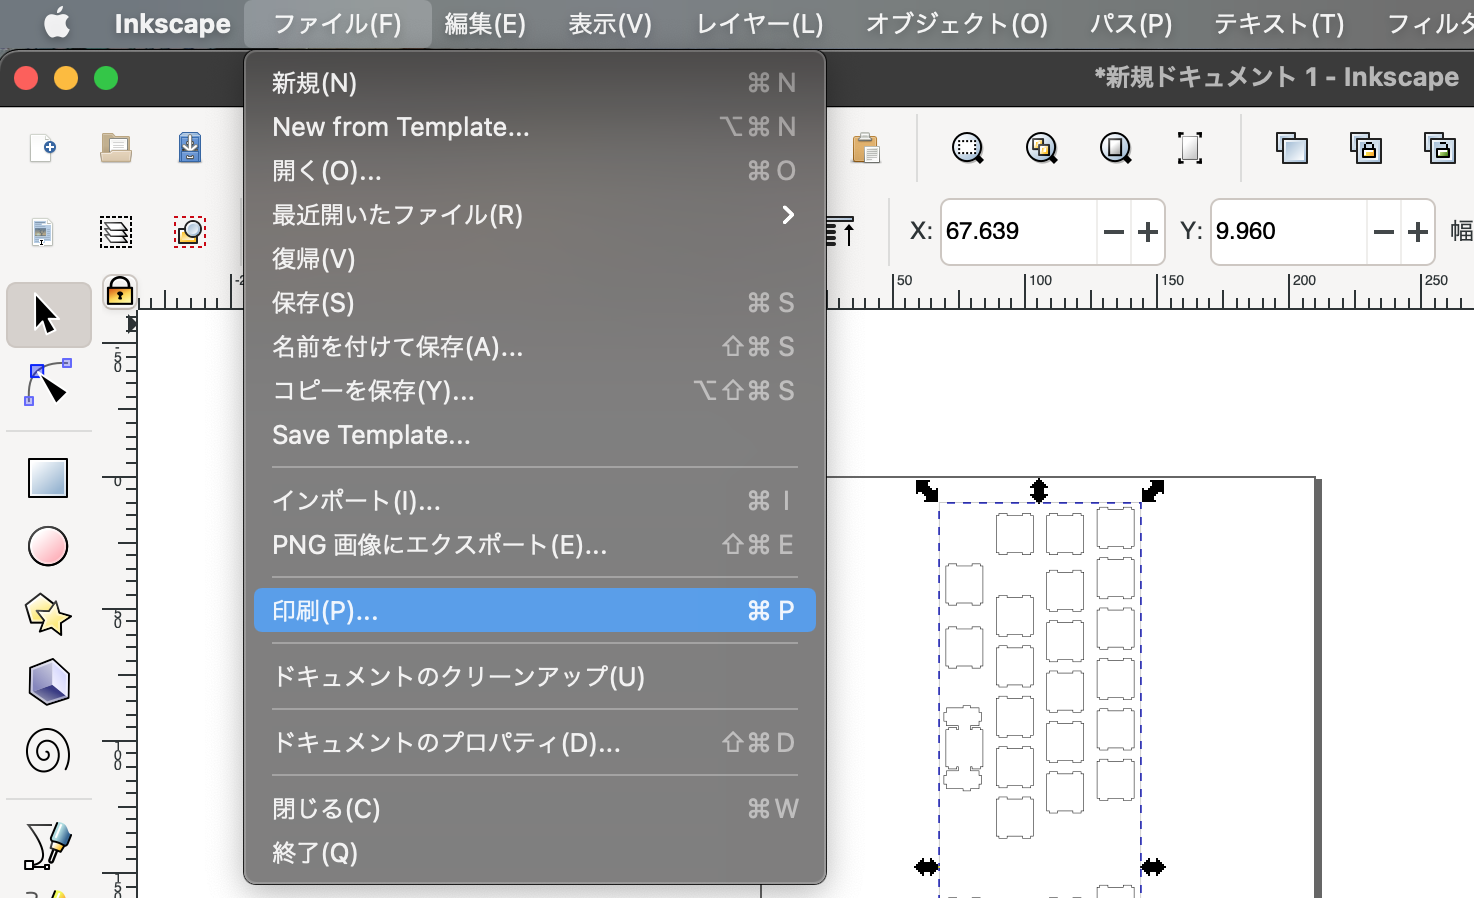 Inkscape ファイル(F) 編集(E) 表示(V) レイヤー(L) オブジェクト(O) パス(P) テキスト(T)
*新規ドキュメント 1 - Inkscape
新規(N) ⌘ N
New from Template... ⌥⌘ N
開く(O)... ⌘ O
最近開いたファイル(R)
復帰(V)
保存(S) ⌘ S
名前を付けて保存(A)... ⇧⌘ S
コピーを保存(Y)... ⌥⇧⌘ S
Save Template...
インポート(I)... ⌘ I
PNG 画像にエクスポート(E)... ⇧⌘ E
印刷(P)... ⌘ P
ドキュメントのクリーンアップ(U)
ドキュメントのプロパティ(D)... ⇧⌘ D
閉じる(C) ⌘ W
終了(Q)
X: 67.639 Y: 9.960 幅
50 100 150 200 250
-50
0
50
100